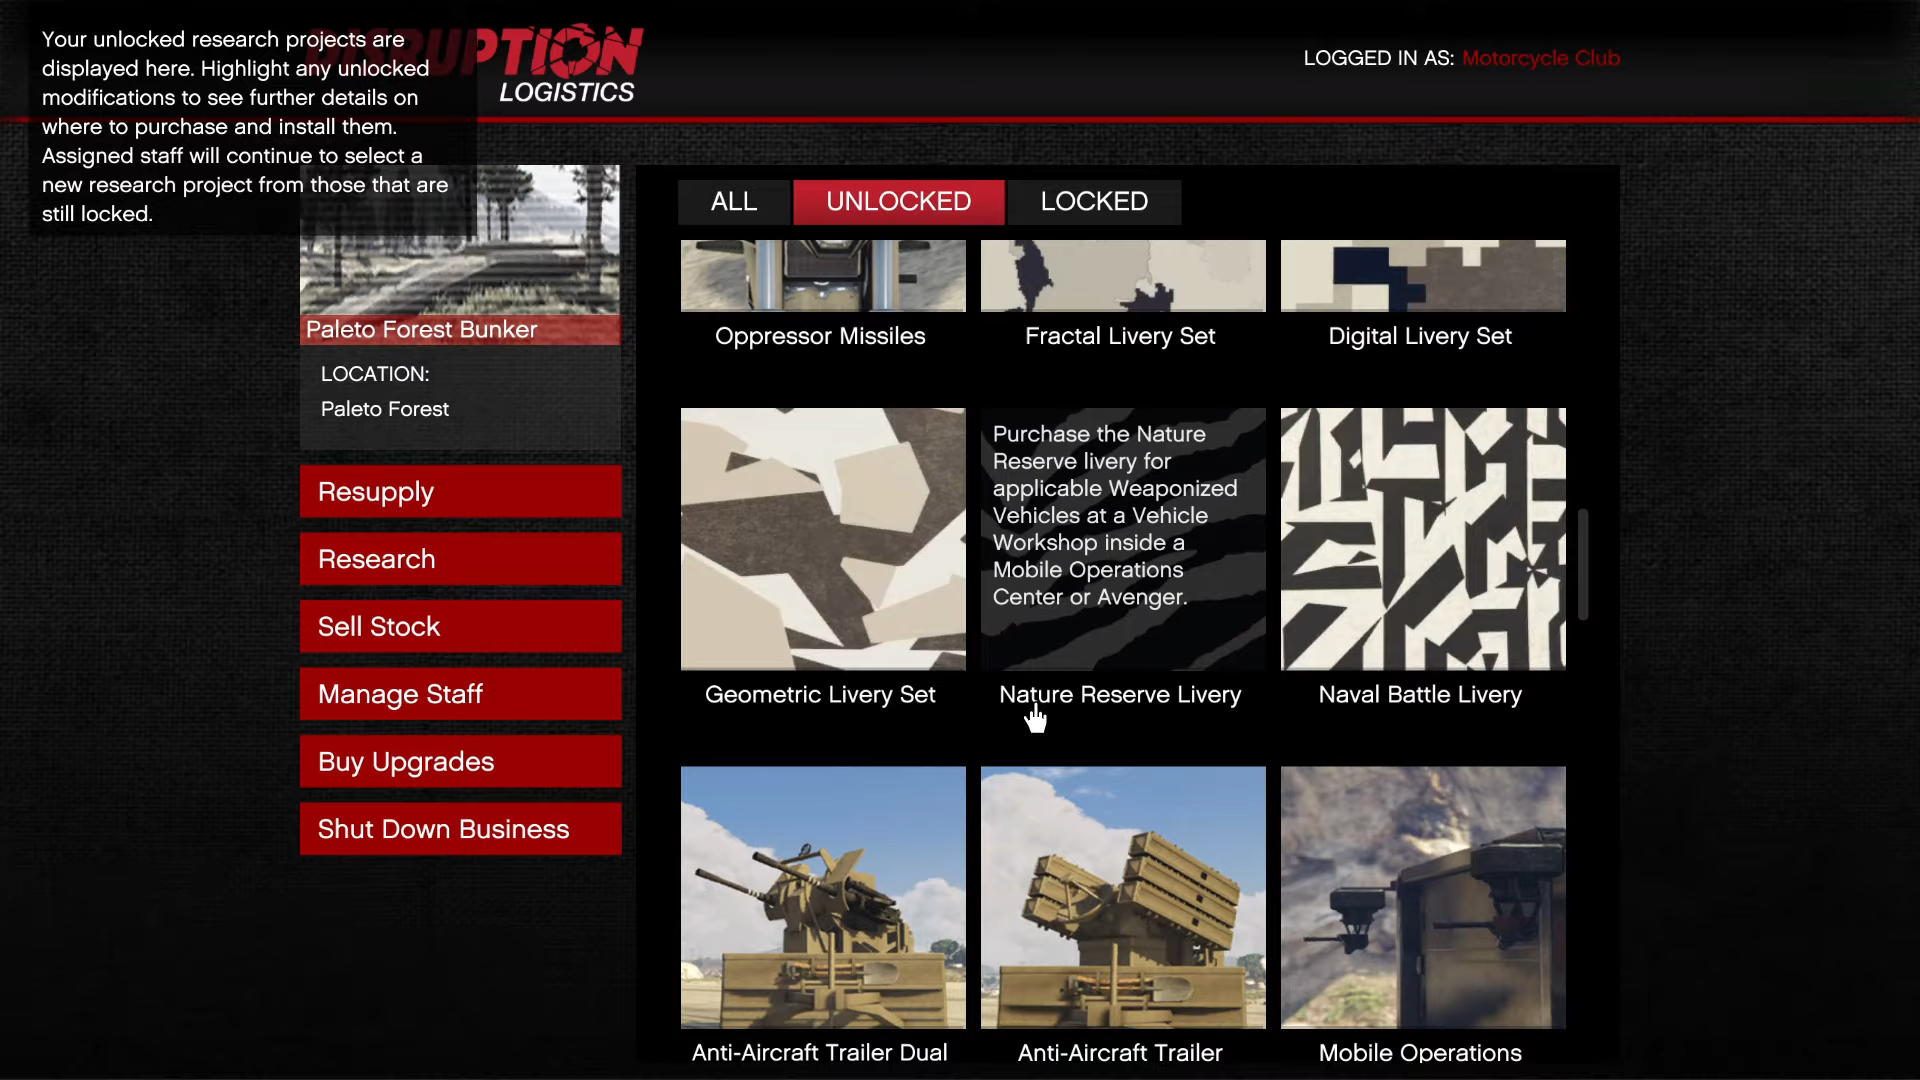 Your unlocked research projects are
displayed here. Highlight any unlocked
modifications to see further details on
where to purchase and install them.
Assigned staff will continue to select a
new research project from those that are
still locked.
DISRUPTION
LOGISTICS
LOGGED IN AS: Motorcycle Club
Paleto Forest Bunker
LOCATION:
Paleto Forest
Resupply
Research
Sell Stock
Manage Staff
Buy Upgrades
Shut Down Business
ALL
UNLOCKED
LOCKED
Oppressor Missiles
Fractal Livery Set
Digital Livery Set
Purchase the Nature
Reserve livery for
applicable Weaponized
Vehicles at a Vehicle
Workshop inside a
Mobile Operations
Center or Avenger.
Geometric Livery Set
Nature Reserve Livery
Naval Battle Livery
Anti-Aircraft Trailer Dual
Anti-Aircraft Trailer
Mobile Operations